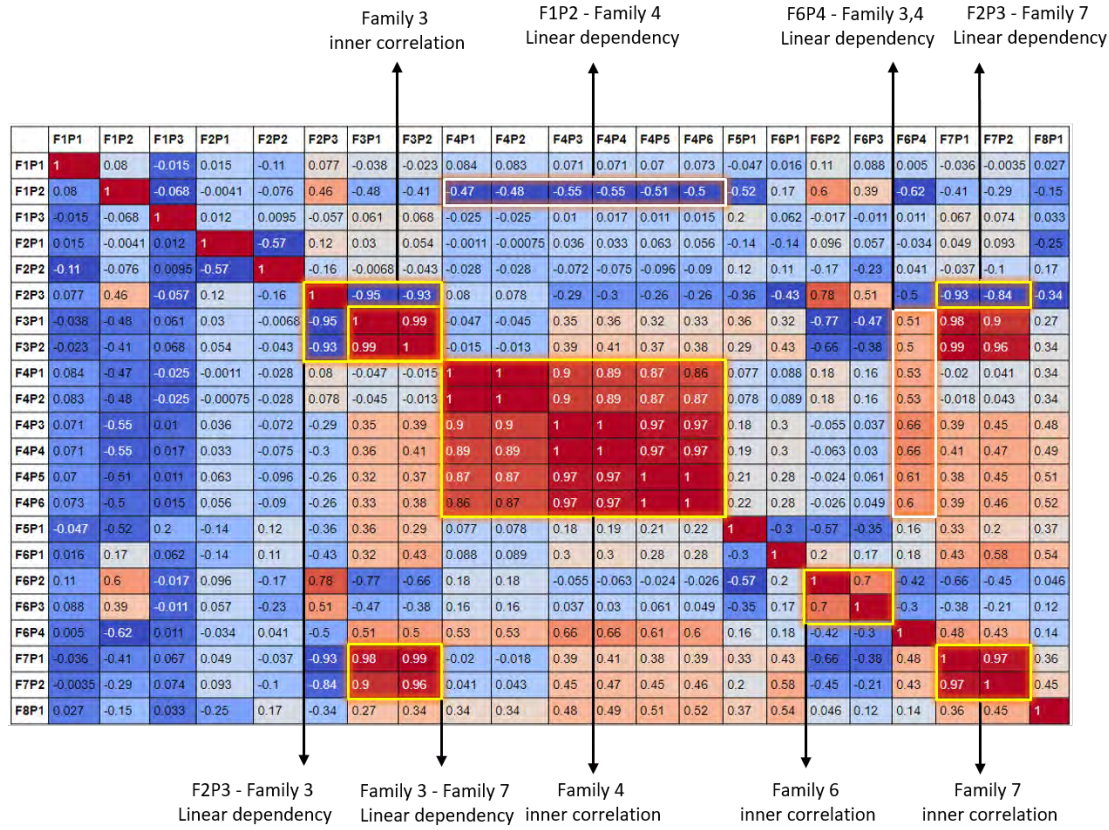 Family 3
inner correlation
F1P2 - Family 4
Linear dependency
F6P4 - Family 3,4
Linear dependency
F2P3 - Family 7
Linear dependency
F1P1 F1P2 F1P3 F2P1 F2P2 F2P3 F3P1 F3P2 F4P1 F4P2 F4P3 F4P4 F4P5 F4P6 F5P1 F6P1 F6P2 F6P3 F6P4 F7P1 F7P2 F8P1
F1P1 1 0.08 -0.015 0.015 -0.11 0.077 -0.038 -0.023 0.084 0.083 0.071 0.071 0.07 0.073 -0.047 0.016 0.11 0.088 0.005 -0.036 -0.0035 0.027
F1P2 0.08 1 -0.068 -0.0041 -0.076 0.46 -0.48 -0.41 -0.47 -0.48 -0.55 -0.55 -0.51 -0.5 -0.52 0.17 0.6 0.39 -0.62 -0.41 -0.29 -0.15
F1P3 -0.015 -0.068 1 0.012 0.0095 -0.057 0.061 0.068 -0.025 -0.025 0.01 0.017 0.011 0.015 0.2 0.062 -0.017 -0.011 0.011 0.067 0.074 0.033
F2P1 0.015 -0.0041 0.012 1 -0.57 0.12 0.03 0.054 -0.0011 -0.00075 0.036 0.033 0.063 0.056 -0.14 -0.14 0.096 0.057 -0.034 0.049 0.093 -0.25
F2P2 -0.11 -0.076 0.0095 -0.57 1 -0.16 -0.0068 -0.043 -0.028 -0.028 -0.072 -0.075 -0.096 -0.09 0.12 0.11 -0.17 -0.23 0.041 -0.037 -0.1 0.17
F2P3 0.077 0.46 -0.057 0.12 -0.16 1 -0.95 -0.93 0.08 0.078 -0.29 -0.3 -0.26 -0.26 -0.36 -0.43 0.78 0.51 -0.5 -0.93 -0.84 -0.34
F3P1 -0.038 -0.48 0.061 0.03 -0.0068 -0.95 1 0.99 -0.047 -0.045 0.35 0.36 0.32 0.33 0.36 0.32 -0.77 -0.47 0.51 0.98 0.9 0.27
F3P2 -0.023 -0.41 0.068 0.054 -0.043 -0.93 0.99 1 -0.015 -0.013 0.39 0.41 0.37 0.38 0.29 0.43 -0.66 -0.38 0.5 0.99 0.96 0.34
F4P1 0.084 -0.47 -0.025 -0.0011 -0.028 0.08 -0.047 -0.015 1 1 0.9 0.89 0.87 0.86 0.077 0.088 0.18 0.16 0.53 -0.02 0.041 0.34
F4P2 0.083 -0.48 -0.025 -0.00075 -0.028 0.078 -0.045 -0.013 1 1 0.9 0.89 0.87 0.87 0.078 0.089 0.18 0.16 0.53 -0.018 0.043 0.34
F4P3 0.071 -0.55 0.01 0.036 -0.072 -0.29 0.35 0.39 0.9 0.9 1 1 0.97 0.97 0.18 0.3 -0.055 0.037 0.66 0.39 0.45 0.48
F4P4 0.071 -0.55 0.017 0.033 -0.075 -0.3 0.36 0.41 0.89 0.89 1 1 0.97 0.97 0.19 0.3 -0.063 0.03 0.66 0.41 0.47 0.49
F4P5 0.07 -0.51 0.011 0.063 -0.096 -0.26 0.32 0.37 0.87 0.87 0.97 0.97 1 1 0.21 0.28 -0.024 0.061 0.61 0.38 0.45 0.51
F4P6 0.073 -0.5 0.015 0.056 -0.09 -0.26 0.33 0.38 0.86 0.87 0.97 0.97 1 1 0.22 0.28 -0.026 0.049 0.6 0.39 0.46 0.52
F5P1 -0.047 -0.52 0.2 -0.14 0.12 -0.36 0.36 0.29 0.077 0.078 0.18 0.19 0.21 0.22 1 -0.3 -0.57 -0.35 0.16 0.33 0.2 0.37
F6P1 0.016 0.17 0.062 -0.14 0.11 -0.43 0.32 0.43 0.088 0.089 0.3 0.3 0.28 0.28 -0.3 1 0.2 0.17 0.18 0.43 0.58 0.54
F6P2 0.11 0.6 -0.017 0.096 -0.17 0.78 -0.77 -0.66 0.18 0.18 -0.055 -0.063 -0.024 -0.026 -0.57 0.2 1 0.7 -0.42 -0.66 -0.45 0.046
F6P3 0.088 0.39 -0.011 0.057 -0.23 0.51 -0.47 -0.38 0.16 0.16 0.037 0.03 0.061 0.049 -0.35 0.17 0.7 1 -0.3 -0.38 -0.21 0.12
F6P4 0.005 -0.62 0.011 -0.034 0.041 -0.5 0.51 0.5 0.53 0.53 0.66 0.66 0.61 0.6 0.16 0.18 -0.42 -0.3 1 0.48 0.43 0.14
F7P1 -0.036 -0.41 0.067 0.049 -0.037 -0.93 0.98 0.99 -0.02 -0.018 0.39 0.41 0.38 0.39 0.33 0.43 -0.66 -0.38 0.48 1 0.97 0.36
F7P2 -0.0035 -0.29 0.074 0.093 -0.1 -0.84 0.9 0.96 0.041 0.043 0.45 0.47 0.45 0.46 0.2 0.58 -0.45 -0.21 0.43 0.97 1 0.45
F8P1 0.027 -0.15 0.033 -0.25 0.17 -0.34 0.27 0.34 0.34 0.34 0.48 0.49 0.51 0.52 0.37 0.54 0.046 0.12 0.14 0.36 0.45 1
F2P3 - Family 3
Linear dependency
Family 3 - Family 7
Linear dependency
Family 4
inner correlation
Family 6
inner correlation
Family 7
inner correlation